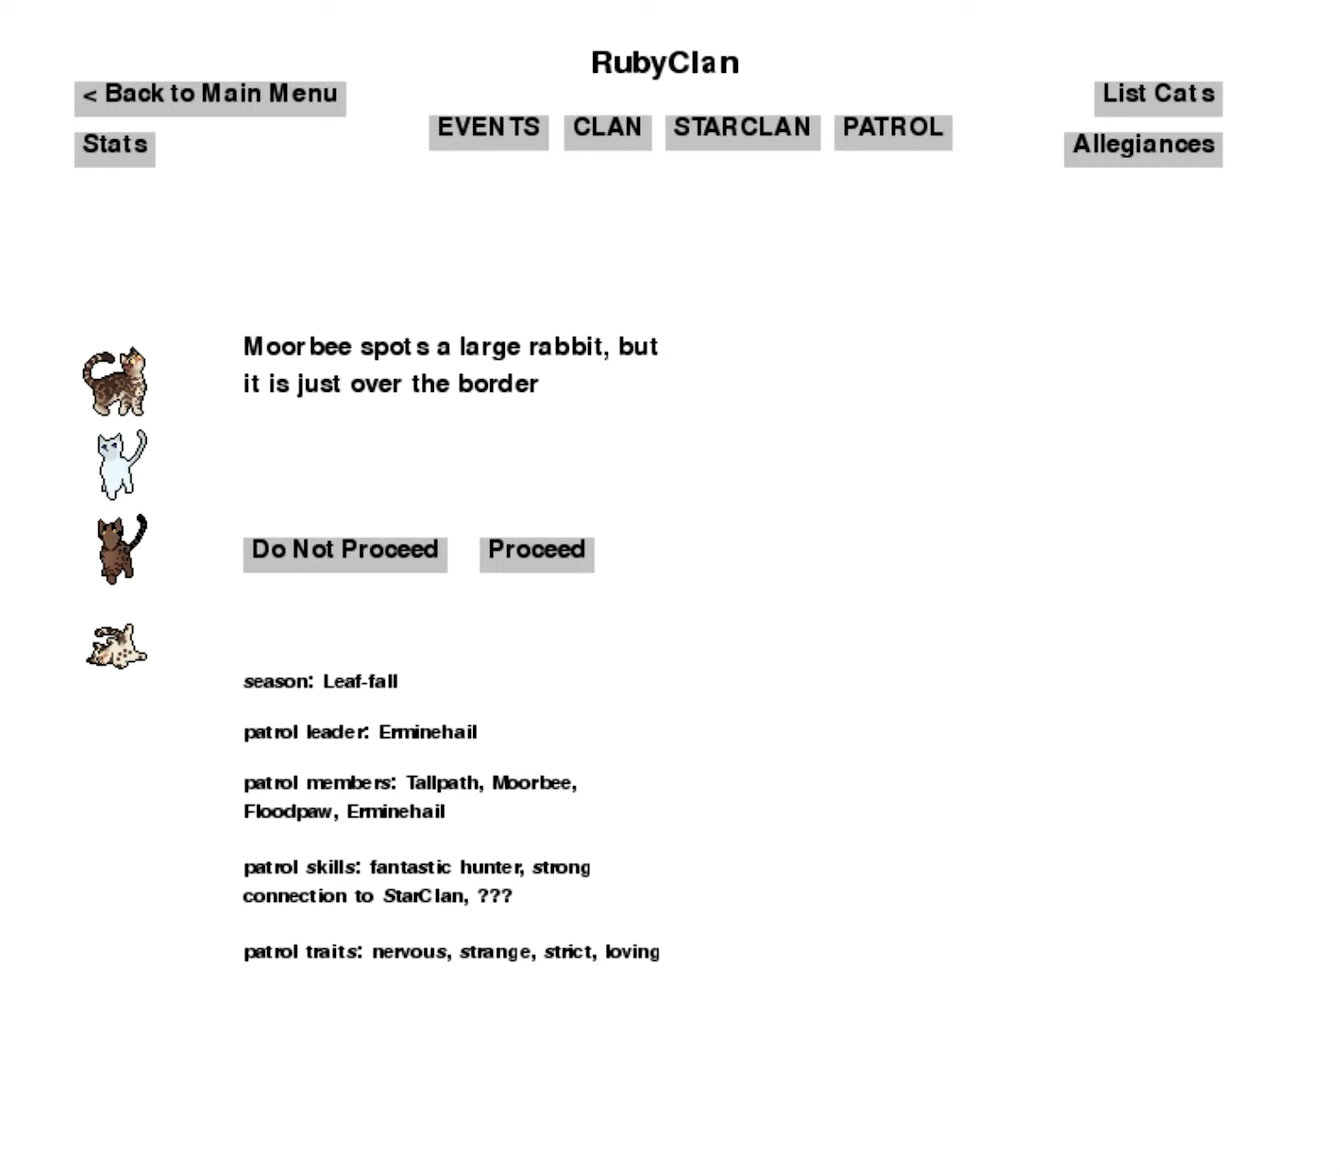 RubyClan
< Back to Main Menu
List Cats
EVENTS CLAN STARCLAN PATROL
Stats
Allegiances
Moorbee spots a large rabbit, but
it is just over the border
Do Not Proceed Proceed
season: Leaf-fall
patrol leader: Erminehail
patrol members: Tallpath, Moorbee,
Floodpaw, Erminehail
patrol skills: fantastic hunter, strong
connection to StarClan, ???
patrol traits: nervous, strange, strict, loving